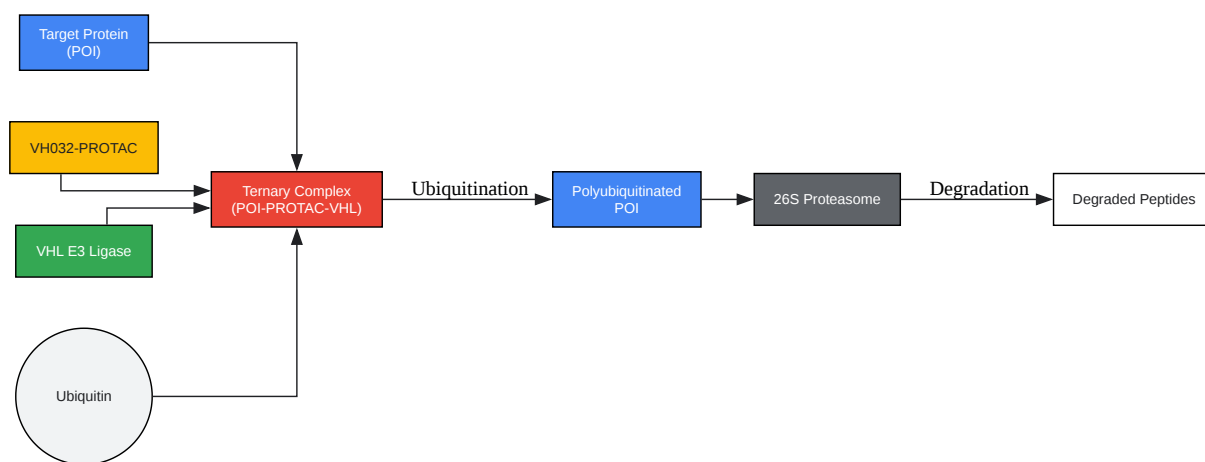 Target Protein
(POI)
VH032-PROTAC
VHL E3 Ligase
Ubiquitin
Ternary Complex
(POI-PROTAC-VHL)
Ubiquitination
Polyubiquitinated
POI
26S Proteasome
Degradation
Degraded Peptides